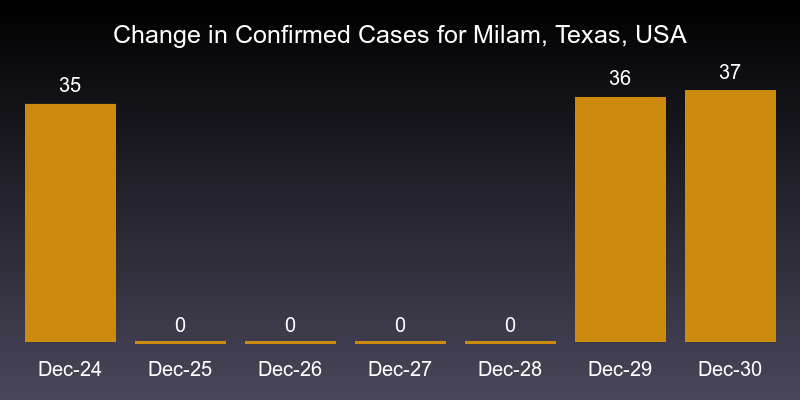 Change in Confirmed Cases for Milam, Texas, USA
35 0 0 0 0 36 37
Dec-24 Dec-25 Dec-26 Dec-27 Dec-28 Dec-29 Dec-30